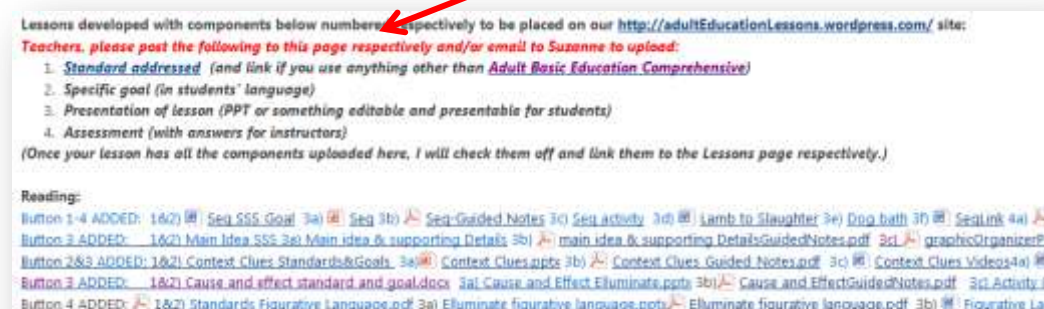 Lessons developed with components below numbered respectively to be placed on our http://adultEducationLessons.wordpress.com/ site:
Teachers, please post the following to this page respectively and/or email to Suzanne to upload:
1. Standard addressed (and link if you use anything other than Adult Basic Education Comprehensive)
2. Specific goal (in students' language)
3. Presentation of lesson (PPT or something editable and presentable for students)
4. Assessment (with answers for instructors)
(Once your lesson has all the components uploaded here, I will check them off and link them to the Lessons page respectively.)
Reading:
Button 1-4 ADDED: 1&2) Seq SSS Goal 3a) Seq 3b) Seq-Guided Notes 3c) Seq activity 3d) Lamb to Slaughter 3e) Dog bath 3f) SeqLink 4a)
Button 3 ADDED: 1&2) Main Idea SSS 3a) Main idea & supporting Details 3b) main idea & supporting DetailsGuidedNotes.pdf 3c) graphicOrganizerP
Button 2&3 ADDED: 1&2) Context Clues Standards&Goals 3a) Context Clues.pptx 3b) Context Clues Guided Notes.pdf 3c) Context Clues Videos 4a)
Button 3 ADDED: 1&2) Cause and effect standard and goal.docx 3a) Cause and Effect Elluminate.pptx 3b) Cause and EffectGuidedNotes.pdf 3c) Activity
Button 4 ADDED: 1&2) Standards Figurative Language.pdf 3a) Elluminate figurative language.pptx Elluminate figurative language.pdf 3b) Figurative La